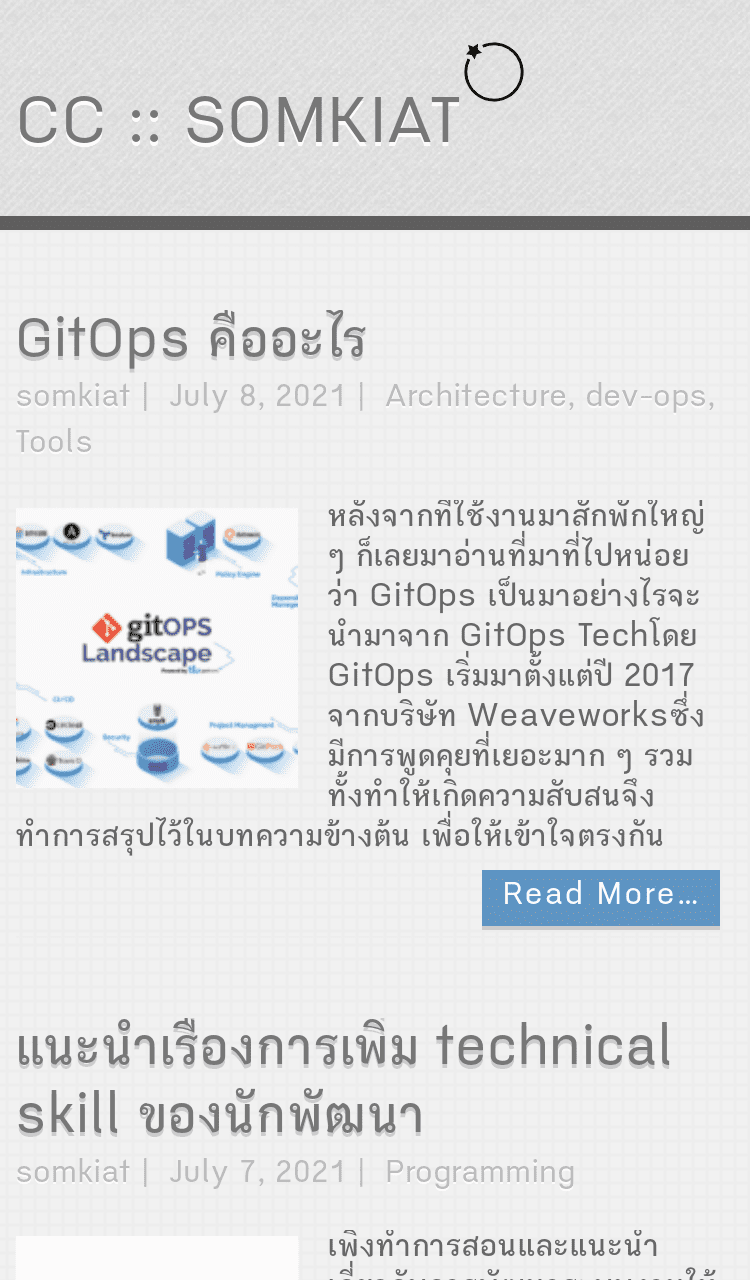 CC :: SOMKIAT
GitOps คืออะไร
somkiat | July 8, 2021 | Architecture, dev-ops,
Tools
หลังจากที่ใช้งานมาสักพักใหญ่
ๆ ก็เลยมาอ่านที่มาที่ไปหน่อย
ว่า GitOps เป็นมาอย่างไรจะ
นำมาจาก GitOps Techโดย
GitOps เริ่มมาตั้งแต่ปี 2017
จากบริษัท Weaveworksซึ่ง
มีการพูดคุยที่เยอะมาก ๆ รวม
ทั้งทำให้เกิดความสับสนจึง
ทำการสรุปไว้ในบทความข้างต้น เพื่อให้เข้าใจตรงกัน
Infrastructure
Policy Engine
gitOPS
Landscape
CI/CD
Security
Project Managment
Read More…
แนะนำเรื่องการเพิ่ม technical
skill ของนักพัฒนา
somkiat | July 7, 2021 | Programming
เพิ่งทำการสอนและแนะนำ